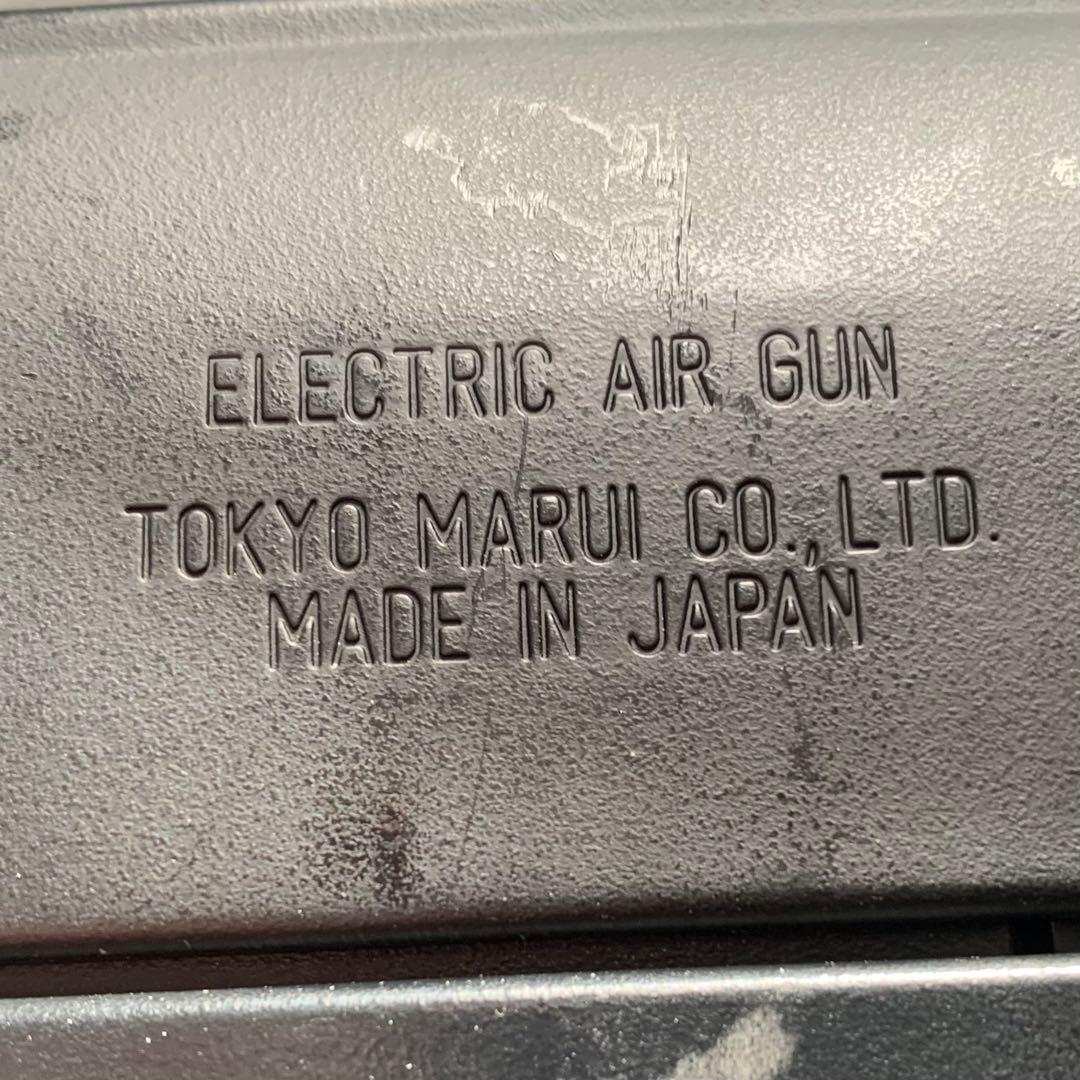 ELECTRIC AIR GUN
TOKYO MARUI CO., LTD.
MADE IN JAPAN